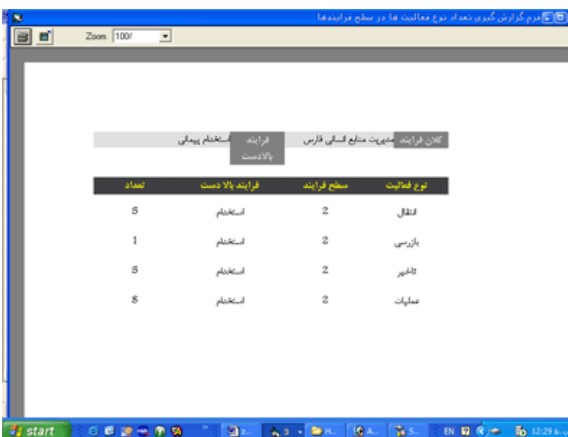 فرم گزارش گیری تعداد نوع فعالیت ها در سطح فرایندها
Zoom 100%
کلان فرایند مدیریت منابع انسانی فارس فرایند بالادست استخدام پیمانی
نوع فعالیت سطح فرایند فرایند بالا دست تعداد
انتقال 2 استخدام 5
بازرسی 2 استخدام 1
تاخیر 2 استخدام 5
عملیات 2 استخدام 8
start EN 12:29 ب.ظ